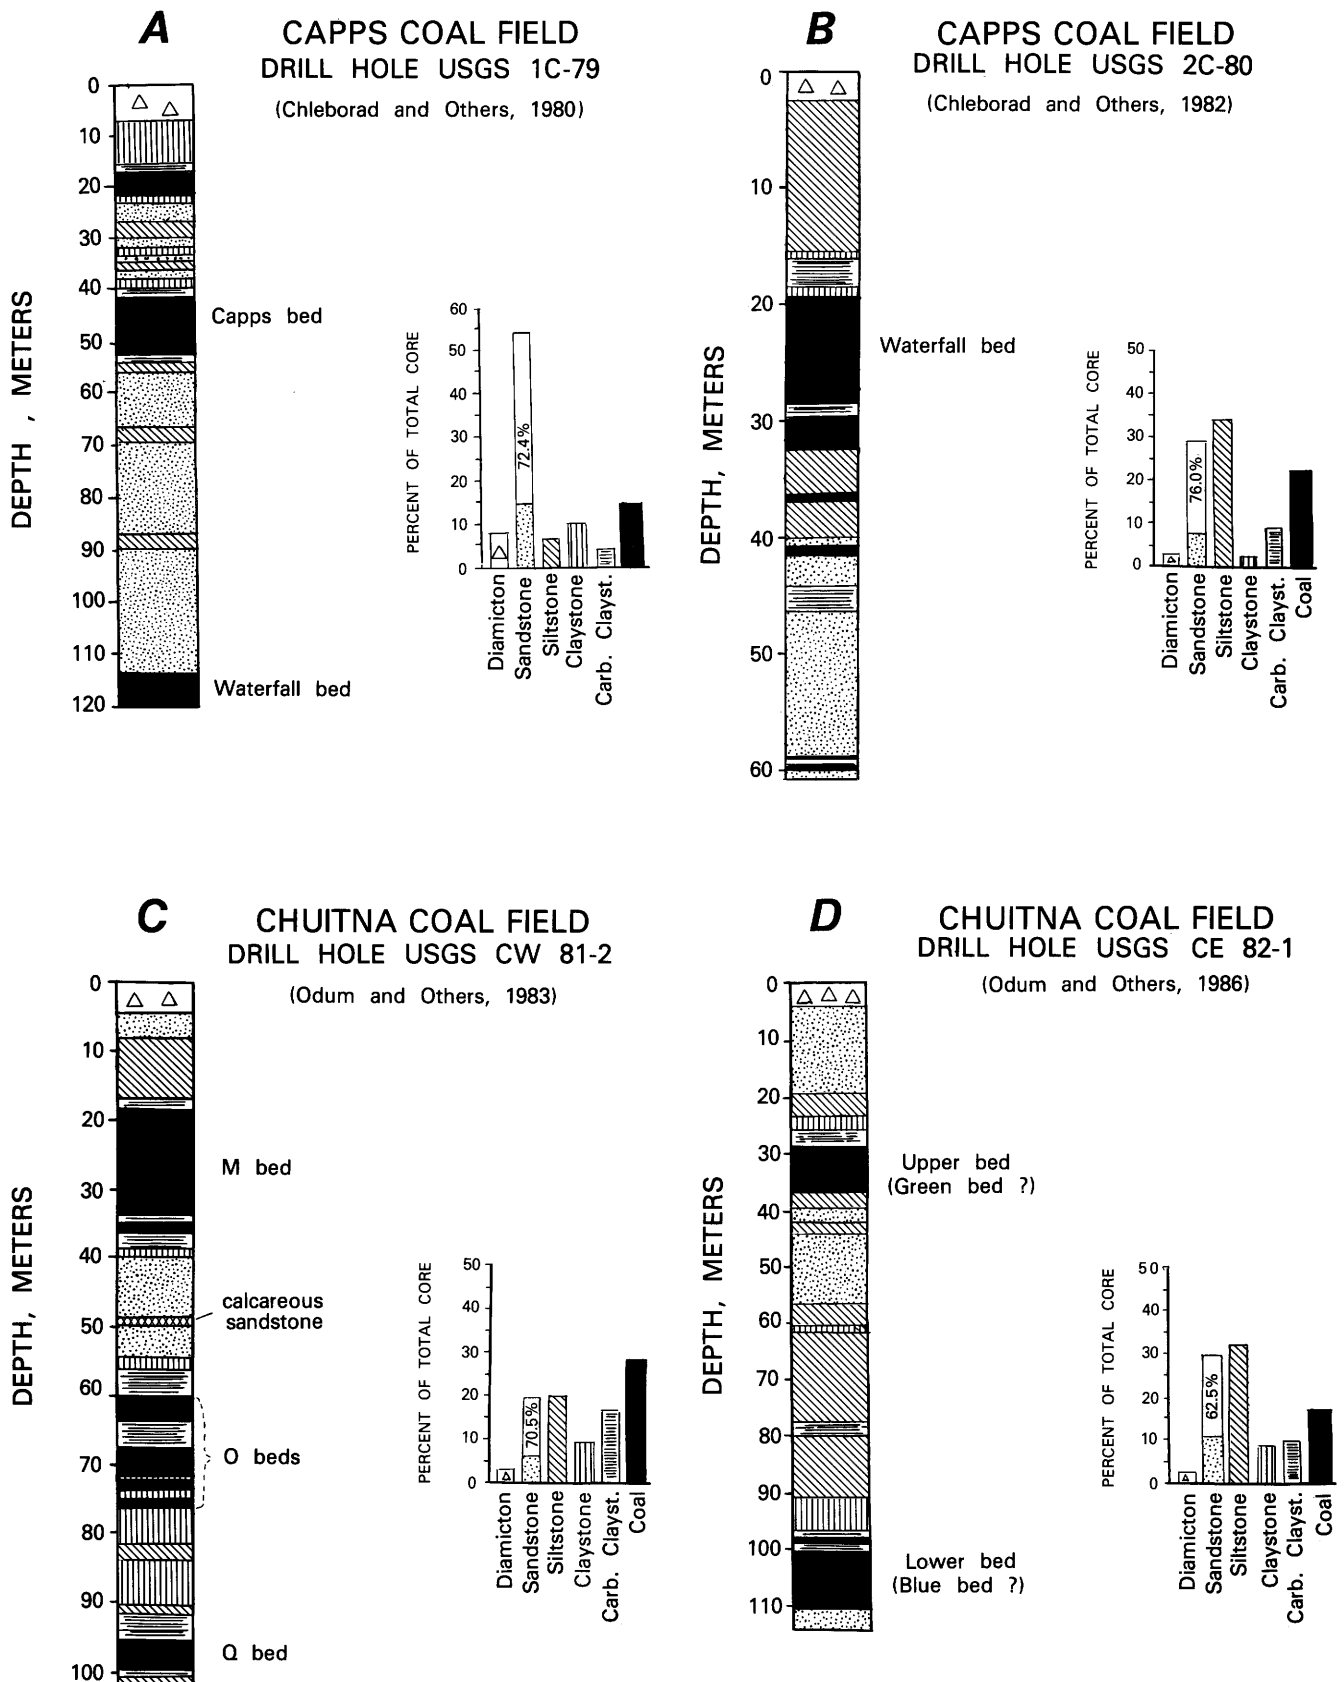 A
CAPPS COAL FIELD
DRILL HOLE USGS 1C-79
(Chleborad and Others, 1980)
DEPTH, METERS
0
10
20
30
40
50
60
70
80
90
100
110
120
Capps bed
Waterfall bed
PERCENT OF TOTAL CORE
60
50
40
30
20
10
0
72.4%
Diamicton
Sandstone
Siltstone
Claystone
Carb. Clayst.
B
CAPPS COAL FIELD
DRILL HOLE USGS 2C-80
(Chleborad and Others, 1982)
DEPTH, METERS
0
10
20
30
40
50
60
Waterfall bed
PERCENT OF TOTAL CORE
50
40
30
20
10
0
76.0%
Diamicton
Sandstone
Siltstone
Claystone
Carb. Clayst.
Coal
C
CHUITNA COAL FIELD
DRILL HOLE USGS CW 81-2
(Odum and Others, 1983)
DEPTH, METERS
0
10
20
30
40
50
60
70
80
90
100
M bed
calcareous
sandstone
O beds
Q bed
PERCENT OF TOTAL CORE
50
40
30
20
10
0
70.5%
Diamicton
Sandstone
Siltstone
Claystone
Carb. Clayst.
Coal
D
CHUITNA COAL FIELD
DRILL HOLE USGS CE 82-1
(Odum and Others, 1986)
DEPTH, METERS
0
10
20
30
40
50
60
70
80
90
100
110
Upper bed
(Green bed ?)
Lower bed
(Blue bed ?)
PERCENT OF TOTAL CORE
50
40
30
20
10
0
62.5%
Diamicton
Sandstone
Siltstone
Claystone
Carb. Clayst.
Coal